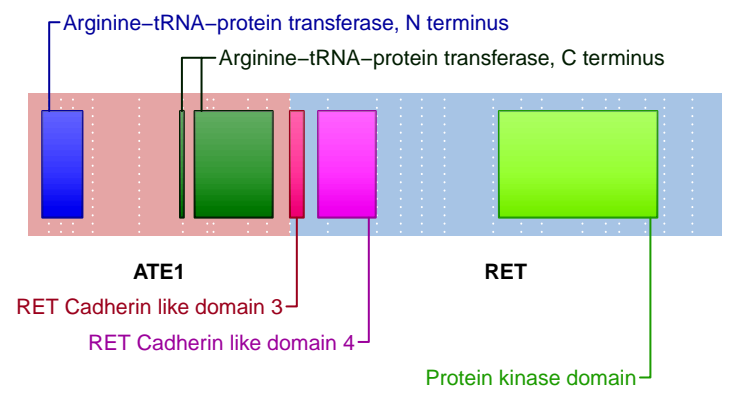 Arginine−tRNA−protein transferase, N terminus
Arginine−tRNA−protein transferase, C terminus
ATE1
RET
RET Cadherin like domain 3
RET Cadherin like domain 4
Protein kinase domain